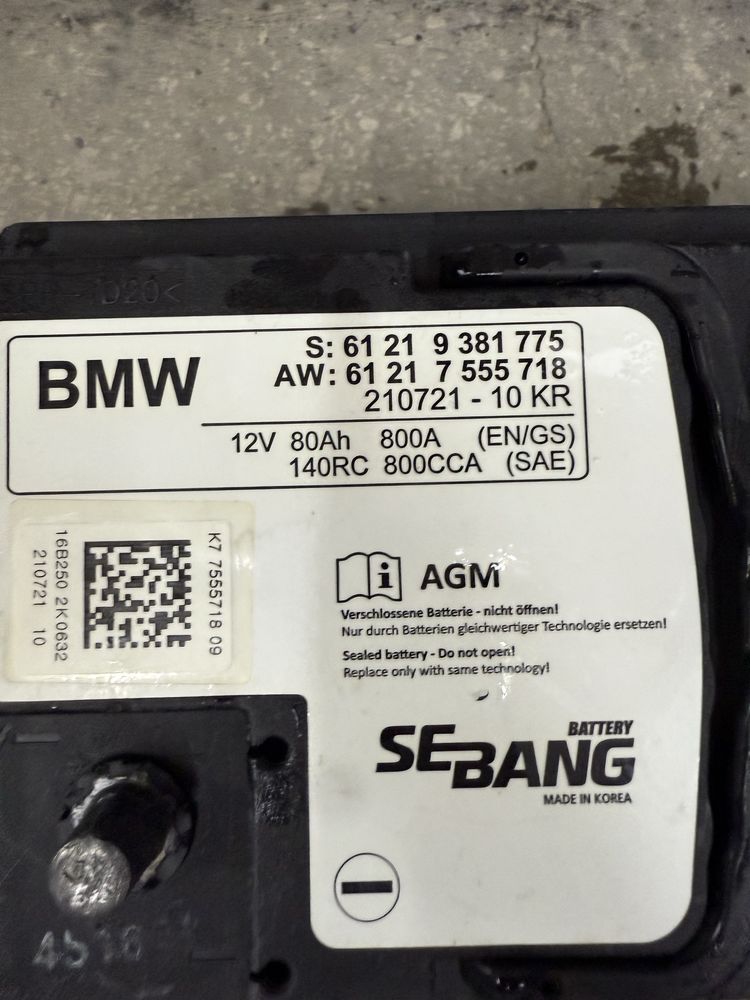 D20<
BMW
S: 61 21 9 381 775
AW: 61 21 7 555 718
210721 - 10 KR
12V 80Ah 800A (EN/GS)
140RC 800CCA (SAE)
K7 7555718 09
16B250 2K0632
210721 10
i AGM
Verschlossene Batterie - nicht öffnen!
Nur durch Batterien gleichwertiger Technologie ersetzen!
Sealed battery - Do not open!
Replace only with same technology!
BATTERY
SEBANG
MADE IN KOREA